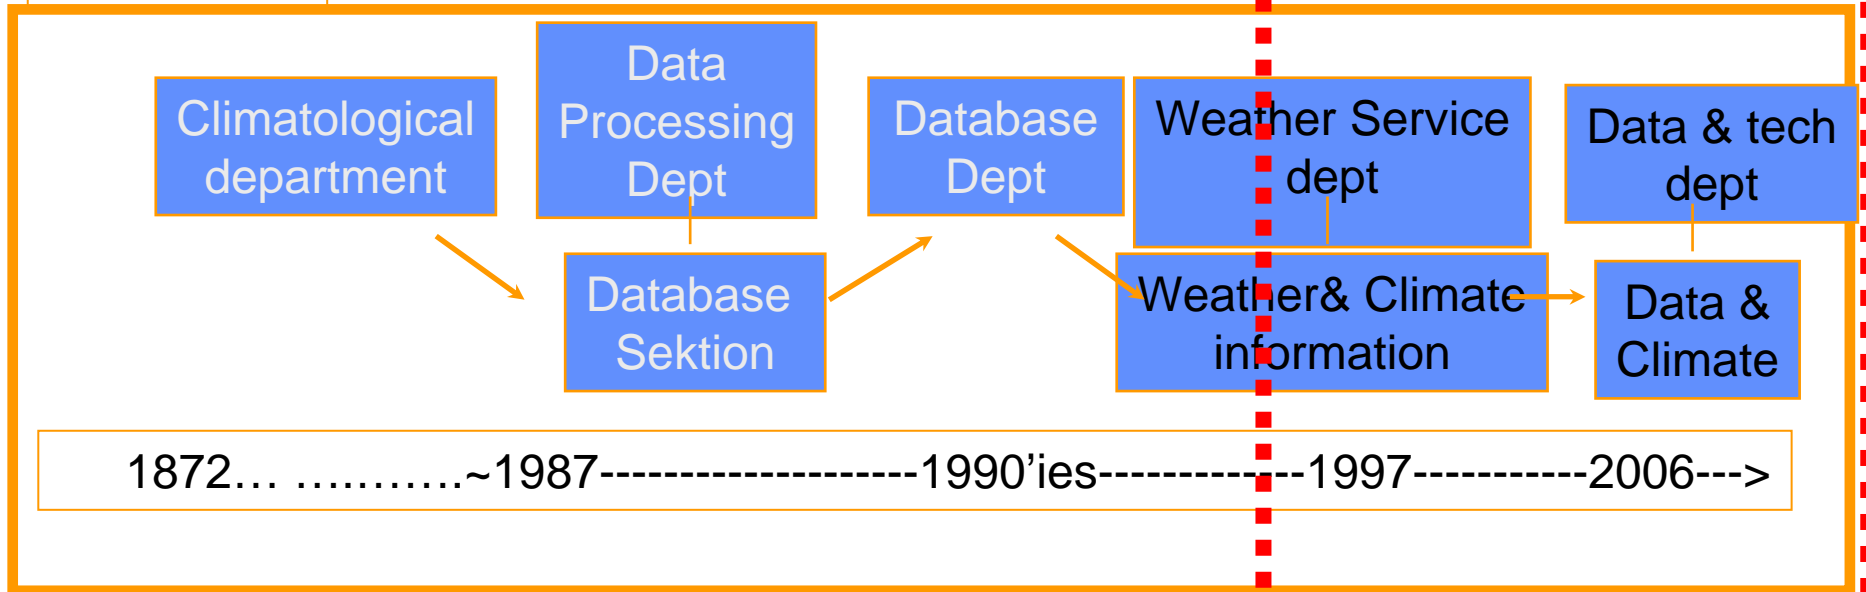 Climatological
department
Data
Processing
Dept
Database
Sektion
Database
Dept
Weather Service
dept
Weather& Climate
information
Data & tech
dept
Data &
Climate
1872… …..…….~1987--------------------1990’ies-------------1997-----------2006--->